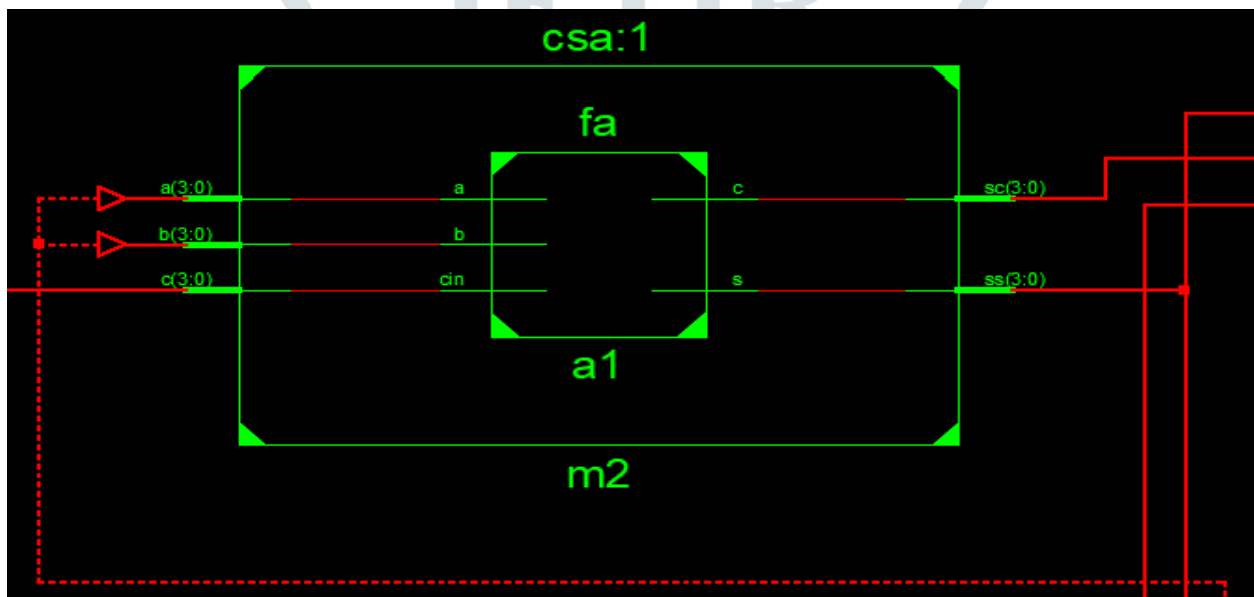 csa:1
fa
a(3:0) a c sc(3:0)
b(3:0) b
c(3:0) cin s ss(3:0)
a1
m2